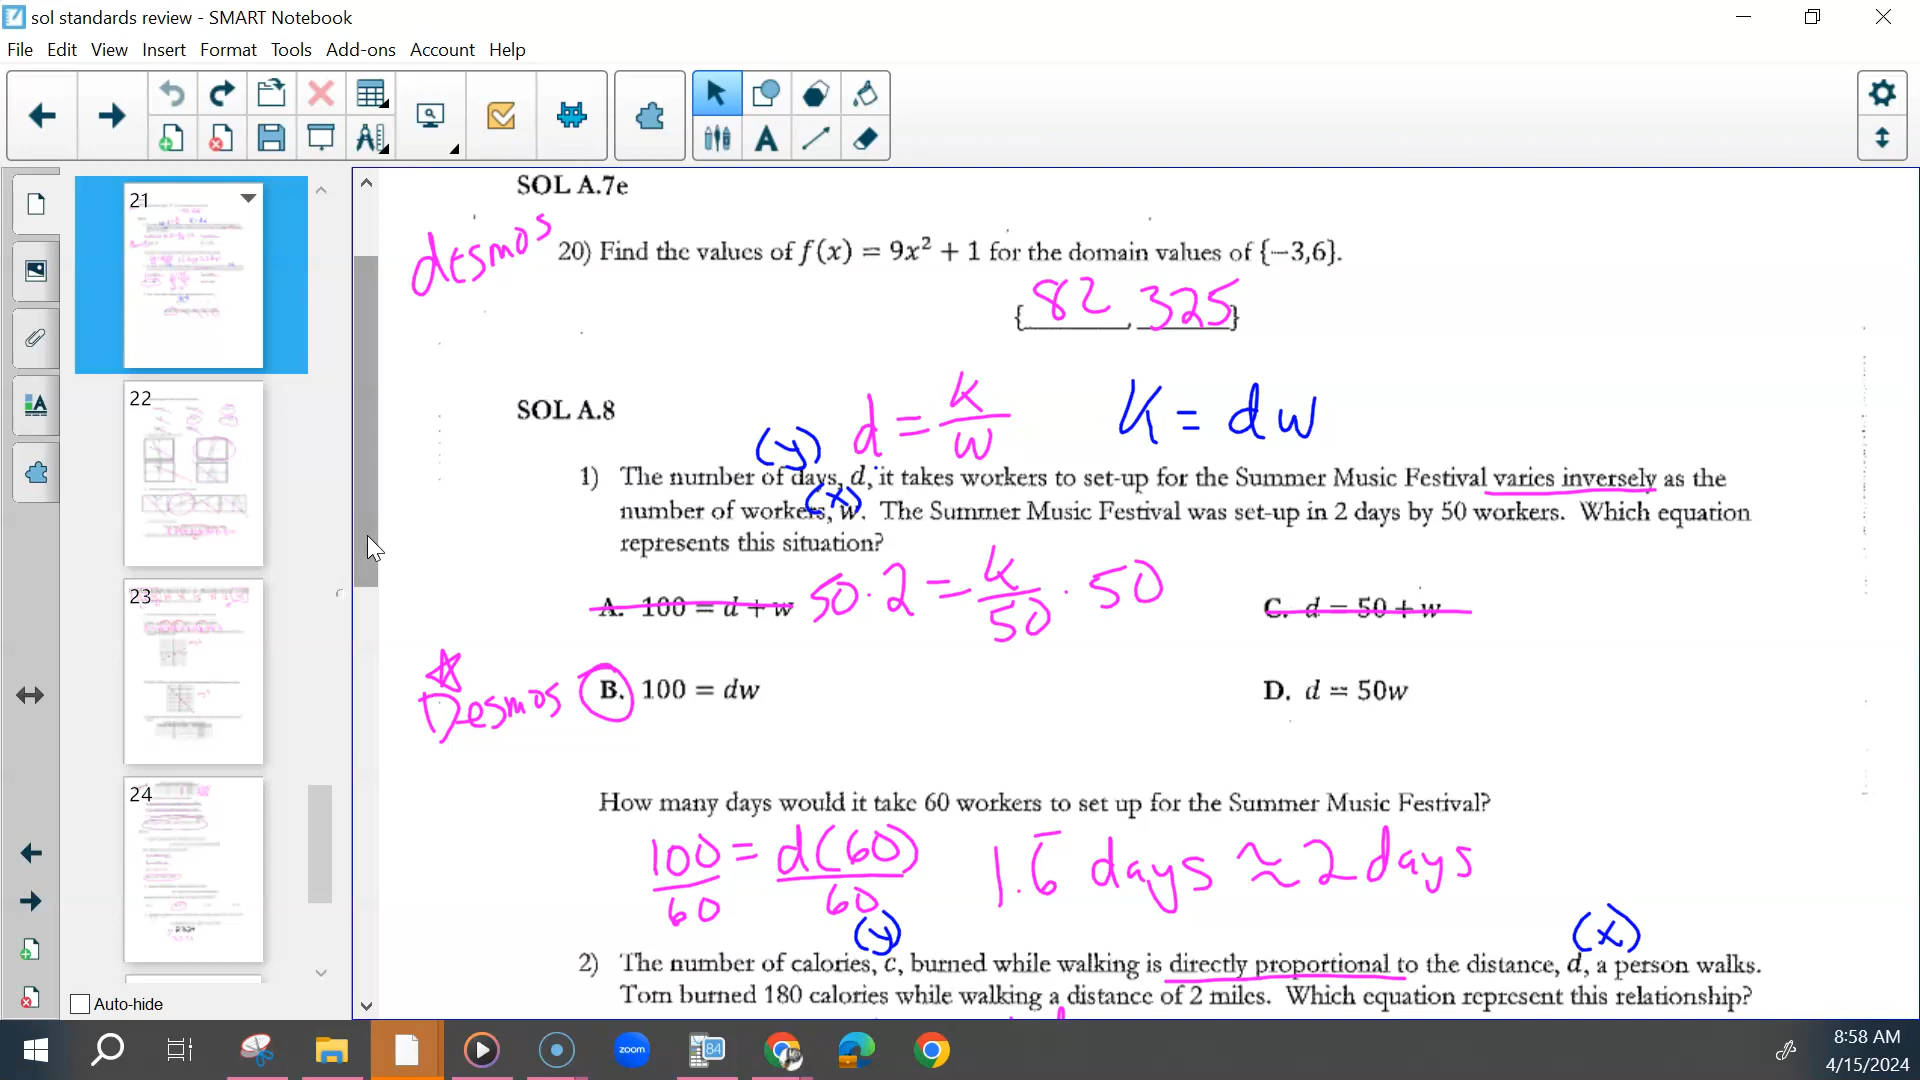 sol standards review - SMART Notebook
File Edit View Insert Format Tools Add-ons Account Help
21
22
23
24
Auto-hide
SOL A.7e
desmos
20) Find the values of f(x) = 9x² + 1 for the domain values of {−3,6}.
{ 82 , 325 }
SOL A.8
d = k/w K = dw
(y)
1) The number of days, d, it takes workers to set-up for the Summer Music Festival varies inversely as the
(x)
number of workers, w. The Summer Music Festival was set-up in 2 days by 50 workers. Which equation
represents this situation?
A. 100 = d + w 50 · 2 = k/50 · 50 C. d = 50 + w
Desmos B. 100 = dw D. d = 50w
How many days would it take 60 workers to set up for the Summer Music Festival?
100/60 = d(60)/60 1.6̅ days ≈ 2 days
(y) (x)
2) The number of calories, c, burned while walking is directly proportional to the distance, d, a person walks.
Tom burned 180 calories while walking a distance of 2 miles. Which equation represent this relationship?
zoom
84
8:58 AM
4/15/2024